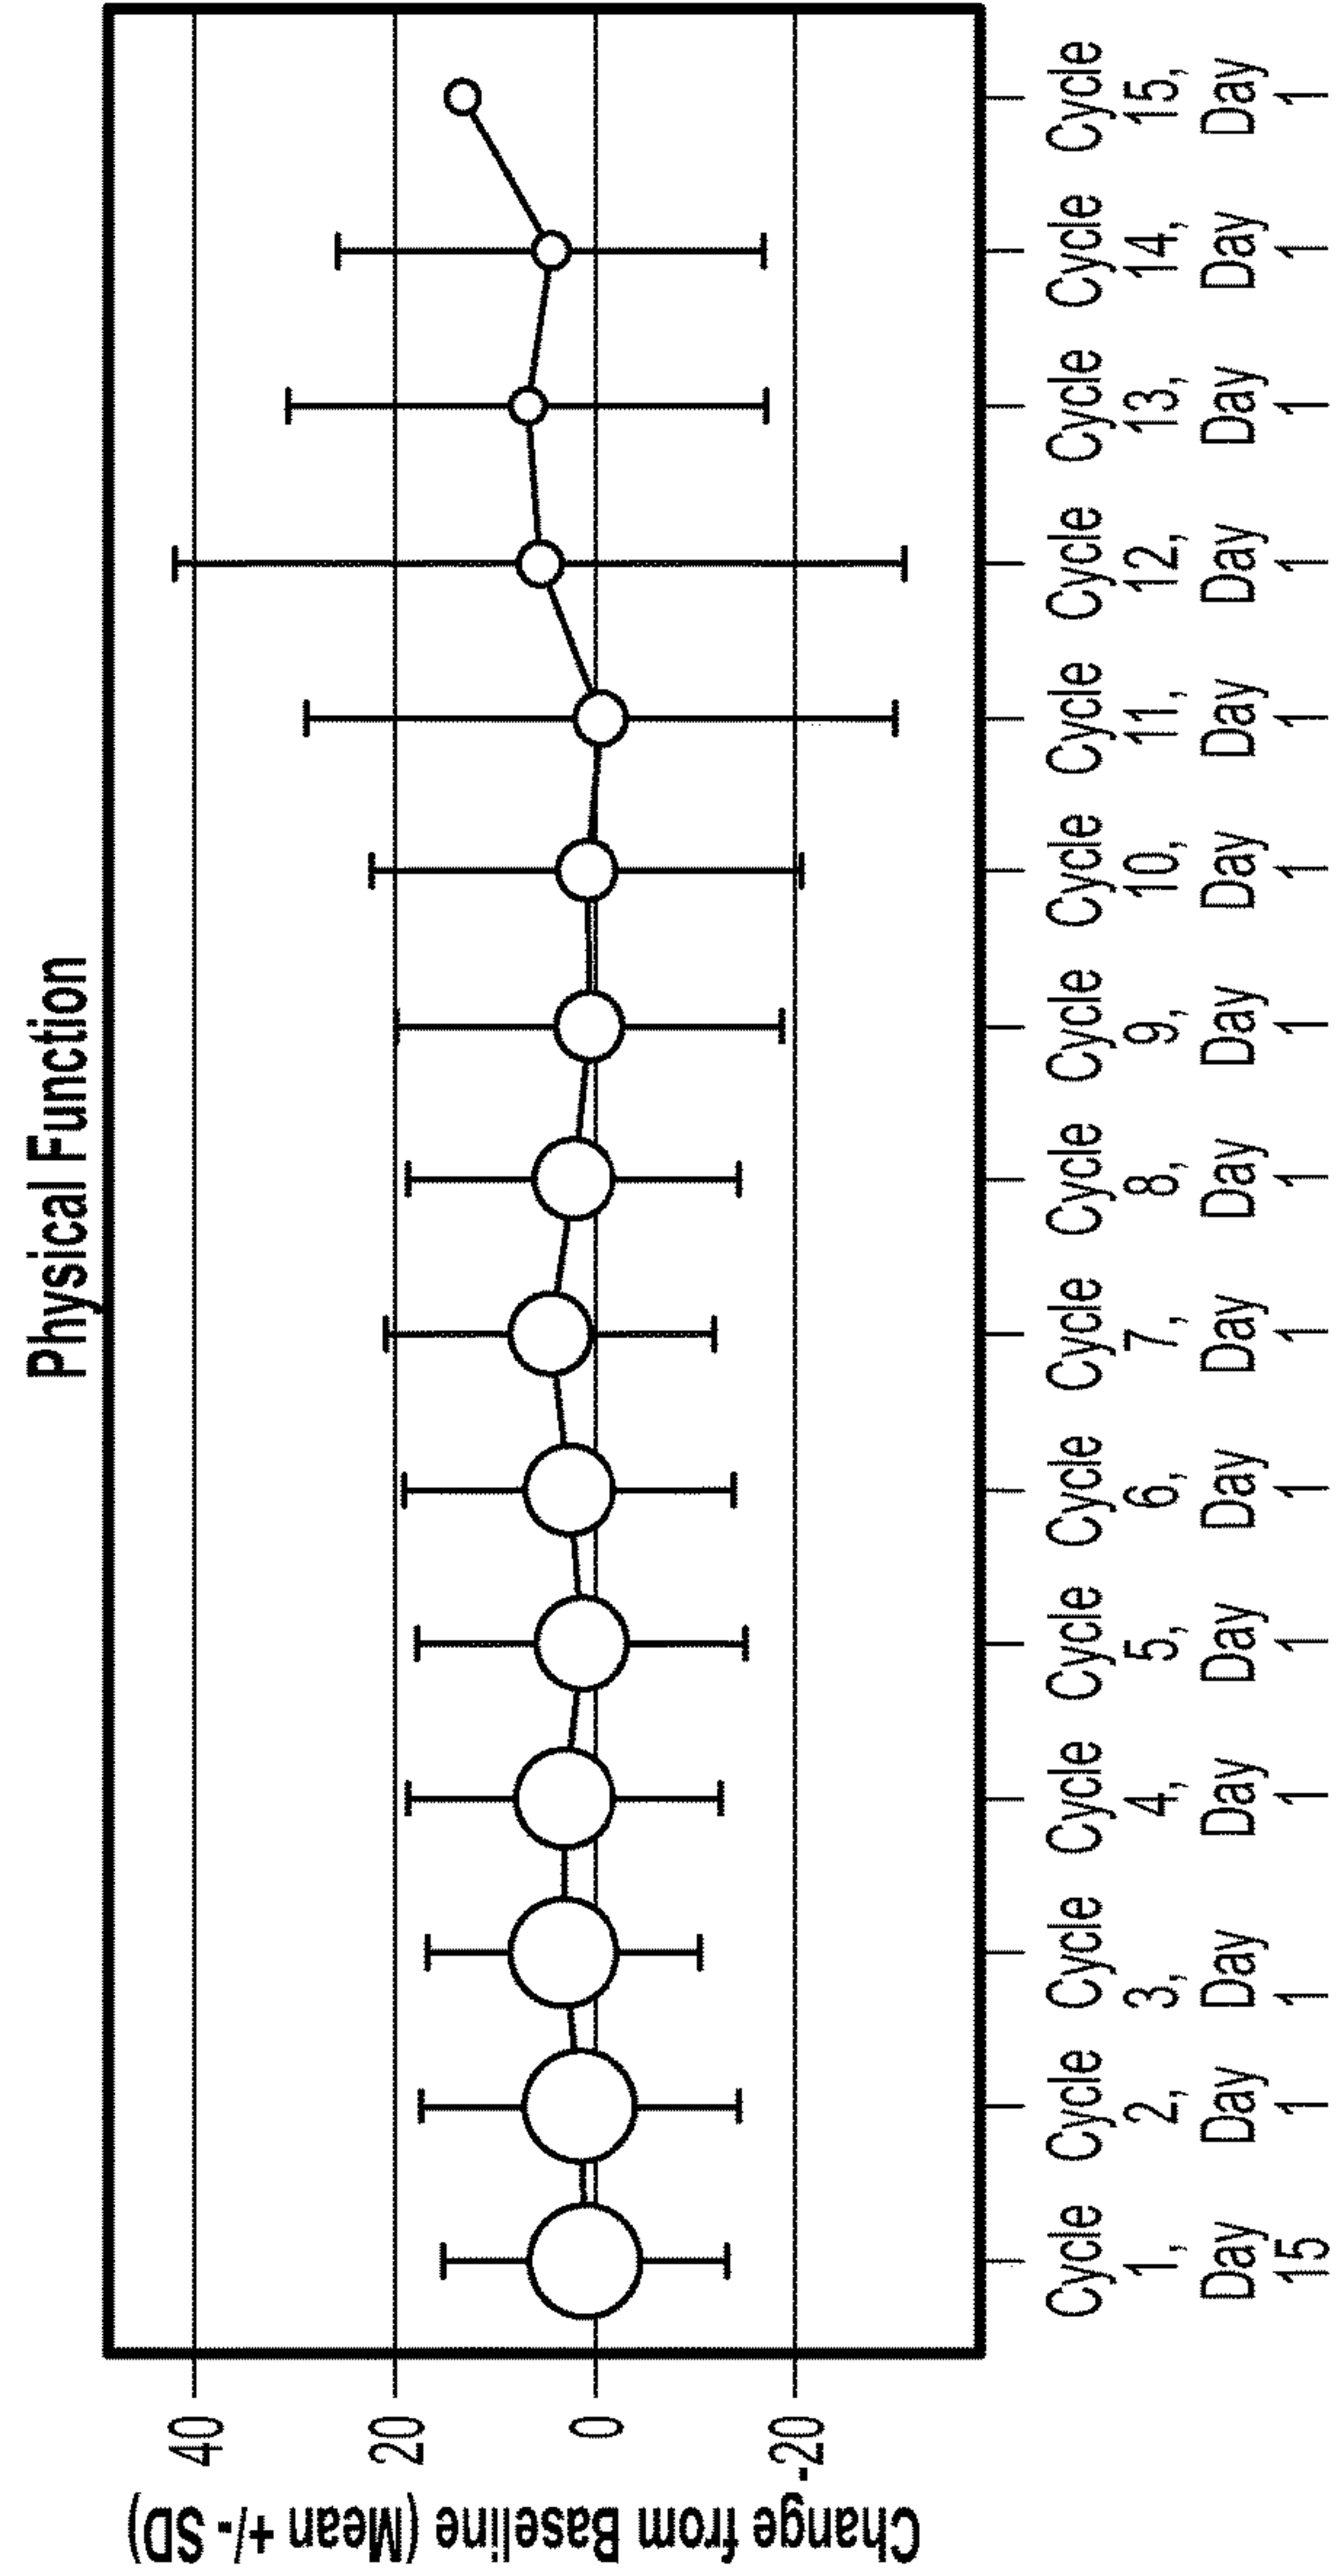 Physical Function
Change from Baseline (Mean +/- SD)
40
20
0
-20
Cycle
1,
Day
15
Cycle
2,
Day
1
Cycle
3,
Day
1
Cycle
4,
Day
1
Cycle
5,
Day
1
Cycle
6,
Day
1
Cycle
7,
Day
1
Cycle
8,
Day
1
Cycle
9,
Day
1
Cycle
10,
Day
1
Cycle
11,
Day
1
Cycle
12,
Day
1
Cycle
13,
Day
1
Cycle
14,
Day
1
Cycle
15,
Day
1